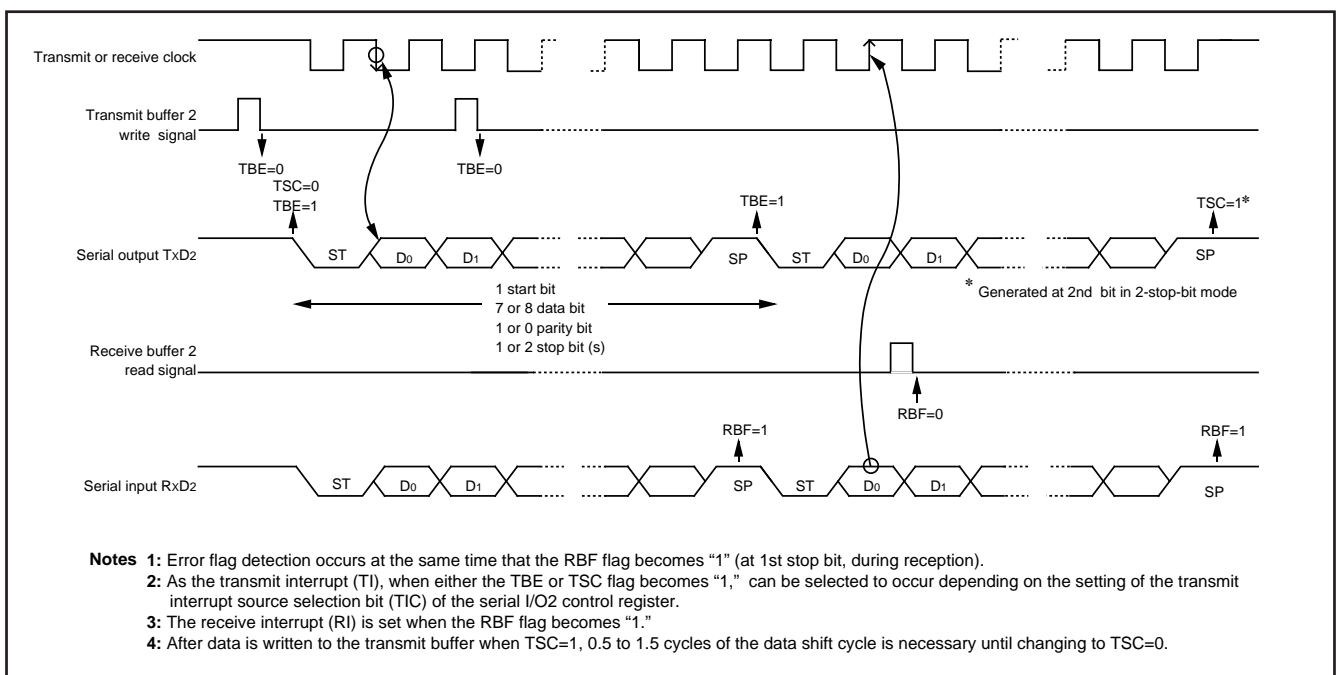 Transmit or receive clock
Transmit buffer 2
write signal
TBE=0
TSC=0
TBE=1
TBE=0
TBE=1
TSC=1*
Serial output TxD2
ST
D0
D1
SP
ST
D0
D1
SP
* Generated at 2nd bit in 2-stop-bit mode
1 start bit
7 or 8 data bit
1 or 0 parity bit
1 or 2 stop bit (s)
Receive buffer 2
read signal
RBF=0
RBF=1
RBF=1
Serial input RxD2
ST
D0
D1
SP
ST
D0
D1
SP
Notes 1: Error flag detection occurs at the same time that the RBF flag becomes “1” (at 1st stop bit, during reception).
2: As the transmit interrupt (TI), when either the TBE or TSC flag becomes “1,” can be selected to occur depending on the setting of the transmit
interrupt source selection bit (TIC) of the serial I/O2 control register.
3: The receive interrupt (RI) is set when the RBF flag becomes “1.”
4: After data is written to the transmit buffer when TSC=1, 0.5 to 1.5 cycles of the data shift cycle is necessary until changing to TSC=0.